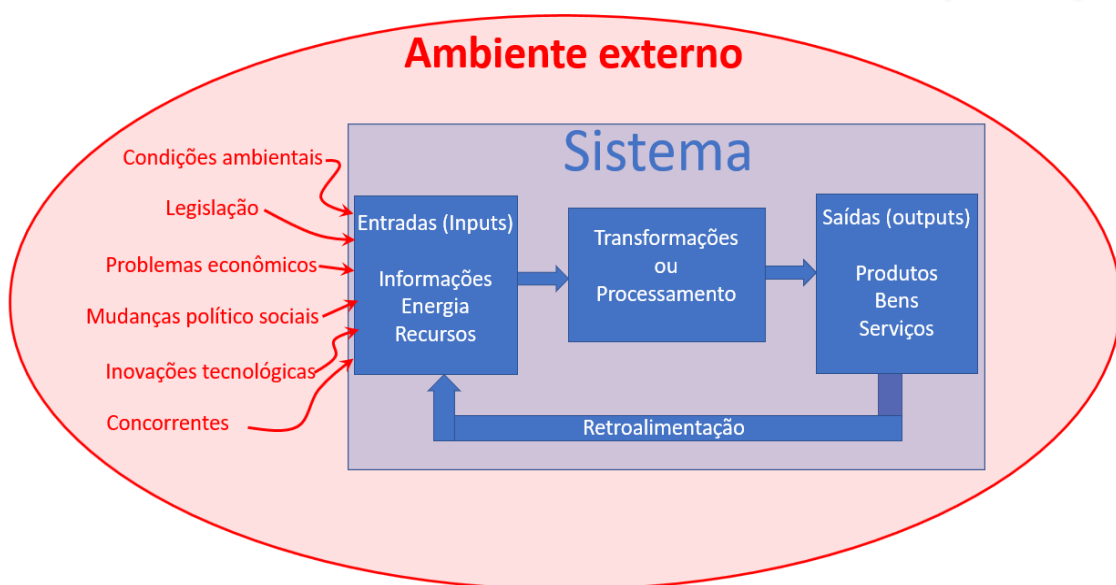 Ambiente externo
Sistema
Condições ambientais
Legislação
Problemas econômicos
Mudanças político sociais
Inovações tecnológicas
Concorrentes
Entradas (Inputs)
Informações
Energia
Recursos
Transformações
ou
Processamento
Saídas (outputs)
Produtos
Bens
Serviços
Retroalimentação